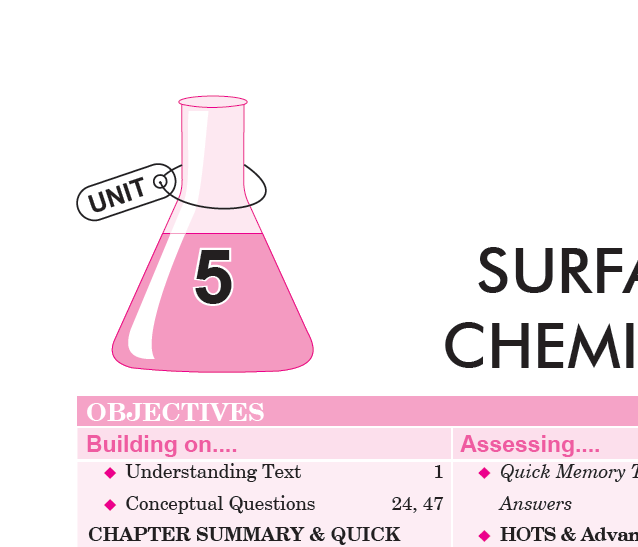 UNIT
5
SURFA
CHEMI
OBJECTIVES
Building on....
Understanding Text 1
Conceptual Questions 24, 47
CHAPTER SUMMARY & QUICK
Assessing....
Quick Memory T
Answers
HOTS & Advan